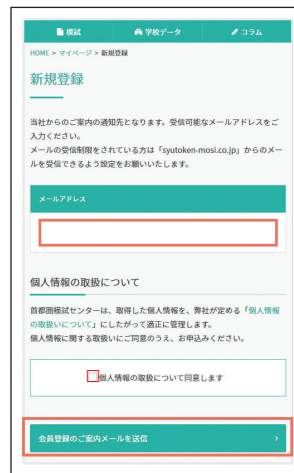 模試 学校データ コラム
HOME > マイページ > 新規登録
新規登録
当社からのご案内の通知先となります。受信可能なメールアドレスをご
入力ください。
メールの受信制限をされている方は「syutoken-mosi.co.jp」からのメー
ルを受信できるよう設定をお願いいたします。
メールアドレス
個人情報の取扱について
首都圏模試センターは、取得した個人情報を、弊社が定める「個人情報
の取扱いについて」にしたがって適正に管理します。
個人情報に関する取扱いにご同意のうえ、お申込みください。
個人情報の取扱について同意します
会員登録のご案内メールを送信